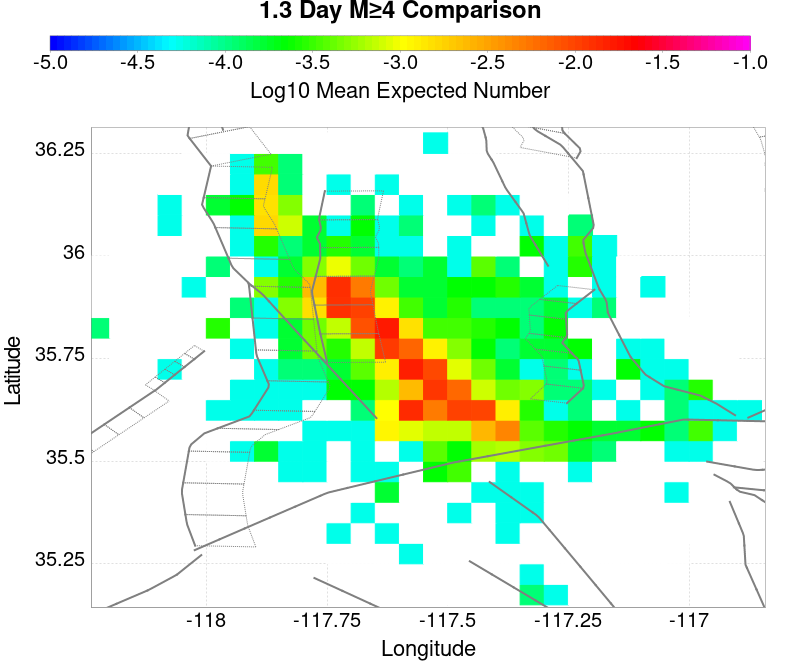 1.3 Day M≥4 Comparison
-5.0 -4.5 -4.0 -3.5 -3.0 -2.5 -2.0 -1.5 -1.0
Log10 Mean Expected Number
36.25
36
35.75
35.5
35.25
Latitude
-118 -117.75 -117.5 -117.25 -117
Longitude